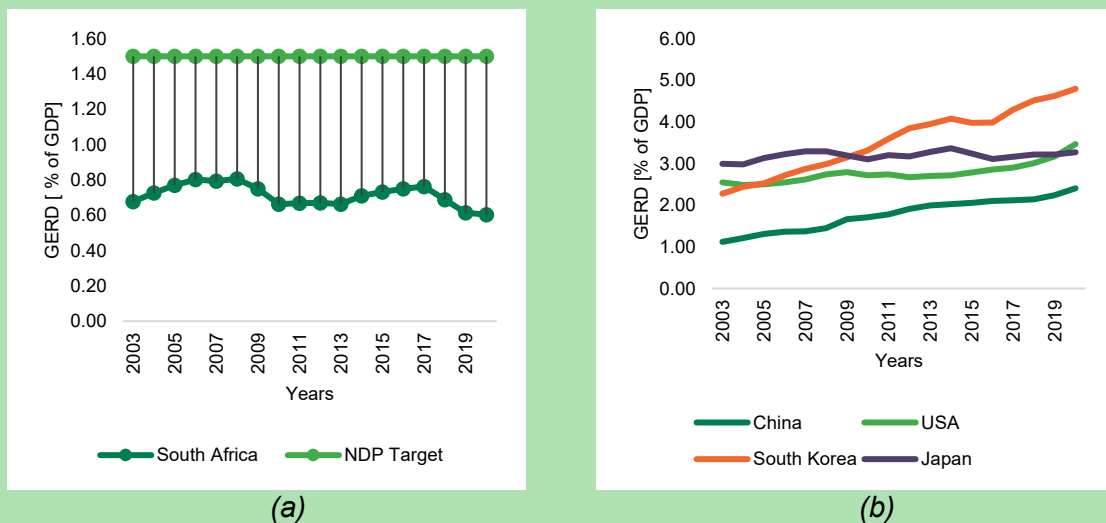 GERD [ % of GDP]
1.60
1.40
1.20
1.00
0.80
0.60
0.40
0.20
0.00
2003
2005
2007
2009
2011
2013
2015
2017
2019
Years
South Africa
NDP Target
(a)
GERD [% of GDP]
6.00
5.00
4.00
3.00
2.00
1.00
0.00
2003
2005
2007
2009
2011
2013
2015
2017
2019
Years
China
USA
South Korea
Japan
(b)